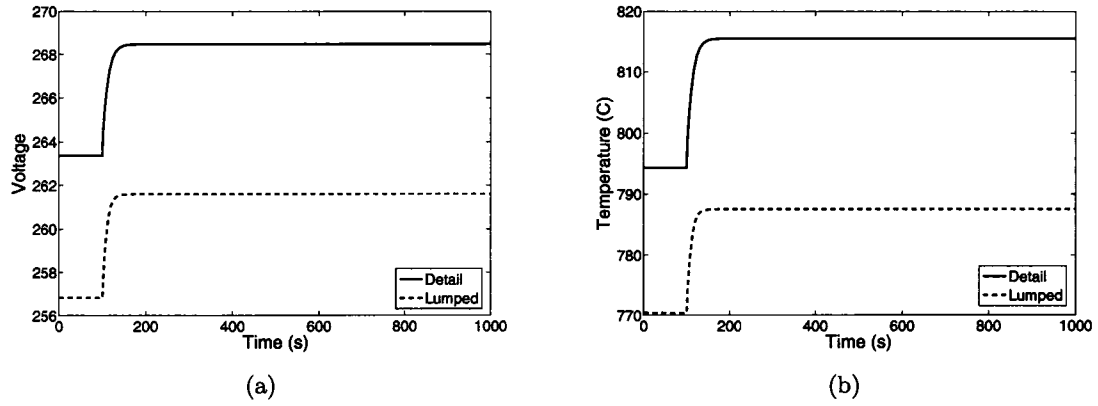 270
268
266
264
262
260
258
256
Voltage
0
200
400
600
800
1000
Time (s)
Detail
Lumped
(a)
820
810
800
790
780
770
Temperature (C)
0
200
400
600
800
1000
Time (s)
Detail
Lumped
(b)